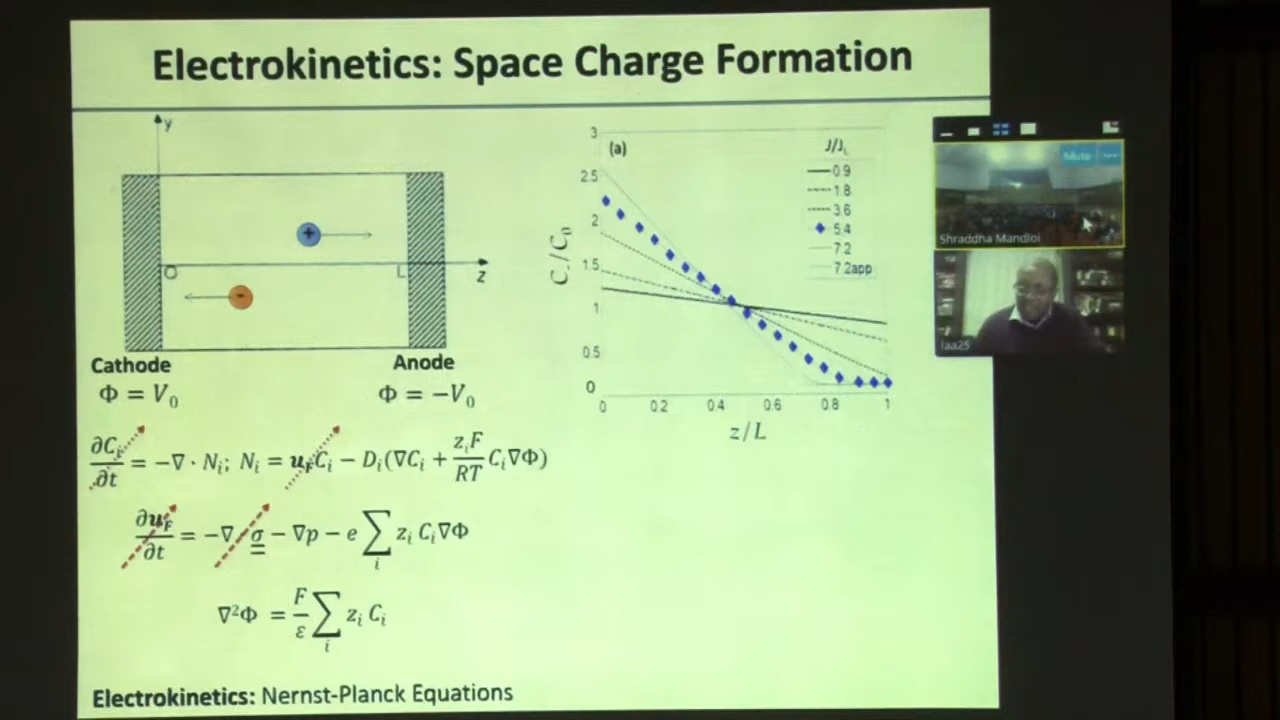 Electrokinetics: Space Charge Formation
y
O
L
z
+
-
Cathode
Anode
Φ = V₀
Φ = −V₀
∂Cᵢ/∂t = −∇ · Nᵢ; Nᵢ = u_F Cᵢ − Dᵢ(∇Cᵢ + zᵢF/RT Cᵢ∇Φ)
∂u_F/∂t = −∇ · σ − ∇p − e ∑ᵢ zᵢ Cᵢ∇Φ
∇²Φ = F/ε ∑ᵢ zᵢ Cᵢ
Electrokinetics: Nernst-Planck Equations
(a)
J/J_L
0.9
1.8
3.6
5.4
7.2
7.2app
C₋/C₀
3
2.5
2
1.5
1
0.5
0
0 0.2 0.4 0.6 0.8 1
z/L
Mute
Shraddha Mandloi
laa25